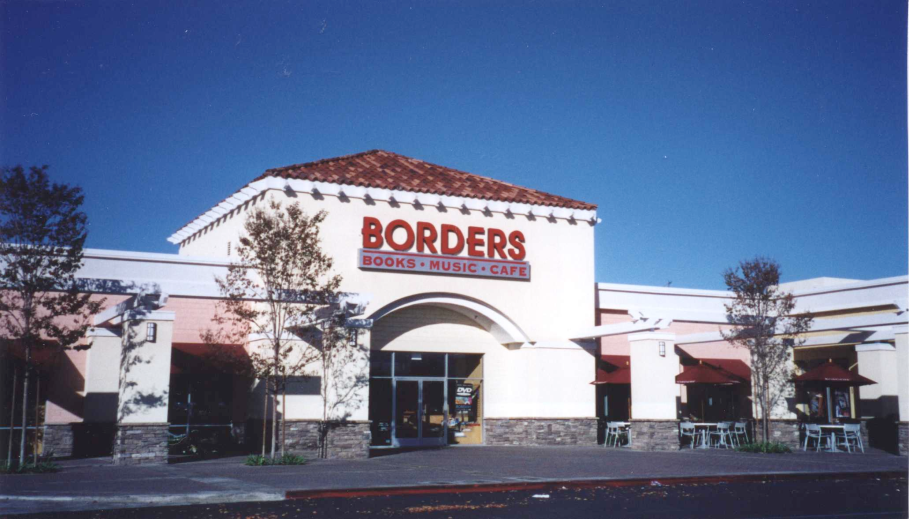 BORDERS
BOOKS • MUSIC • CAFE
DVD